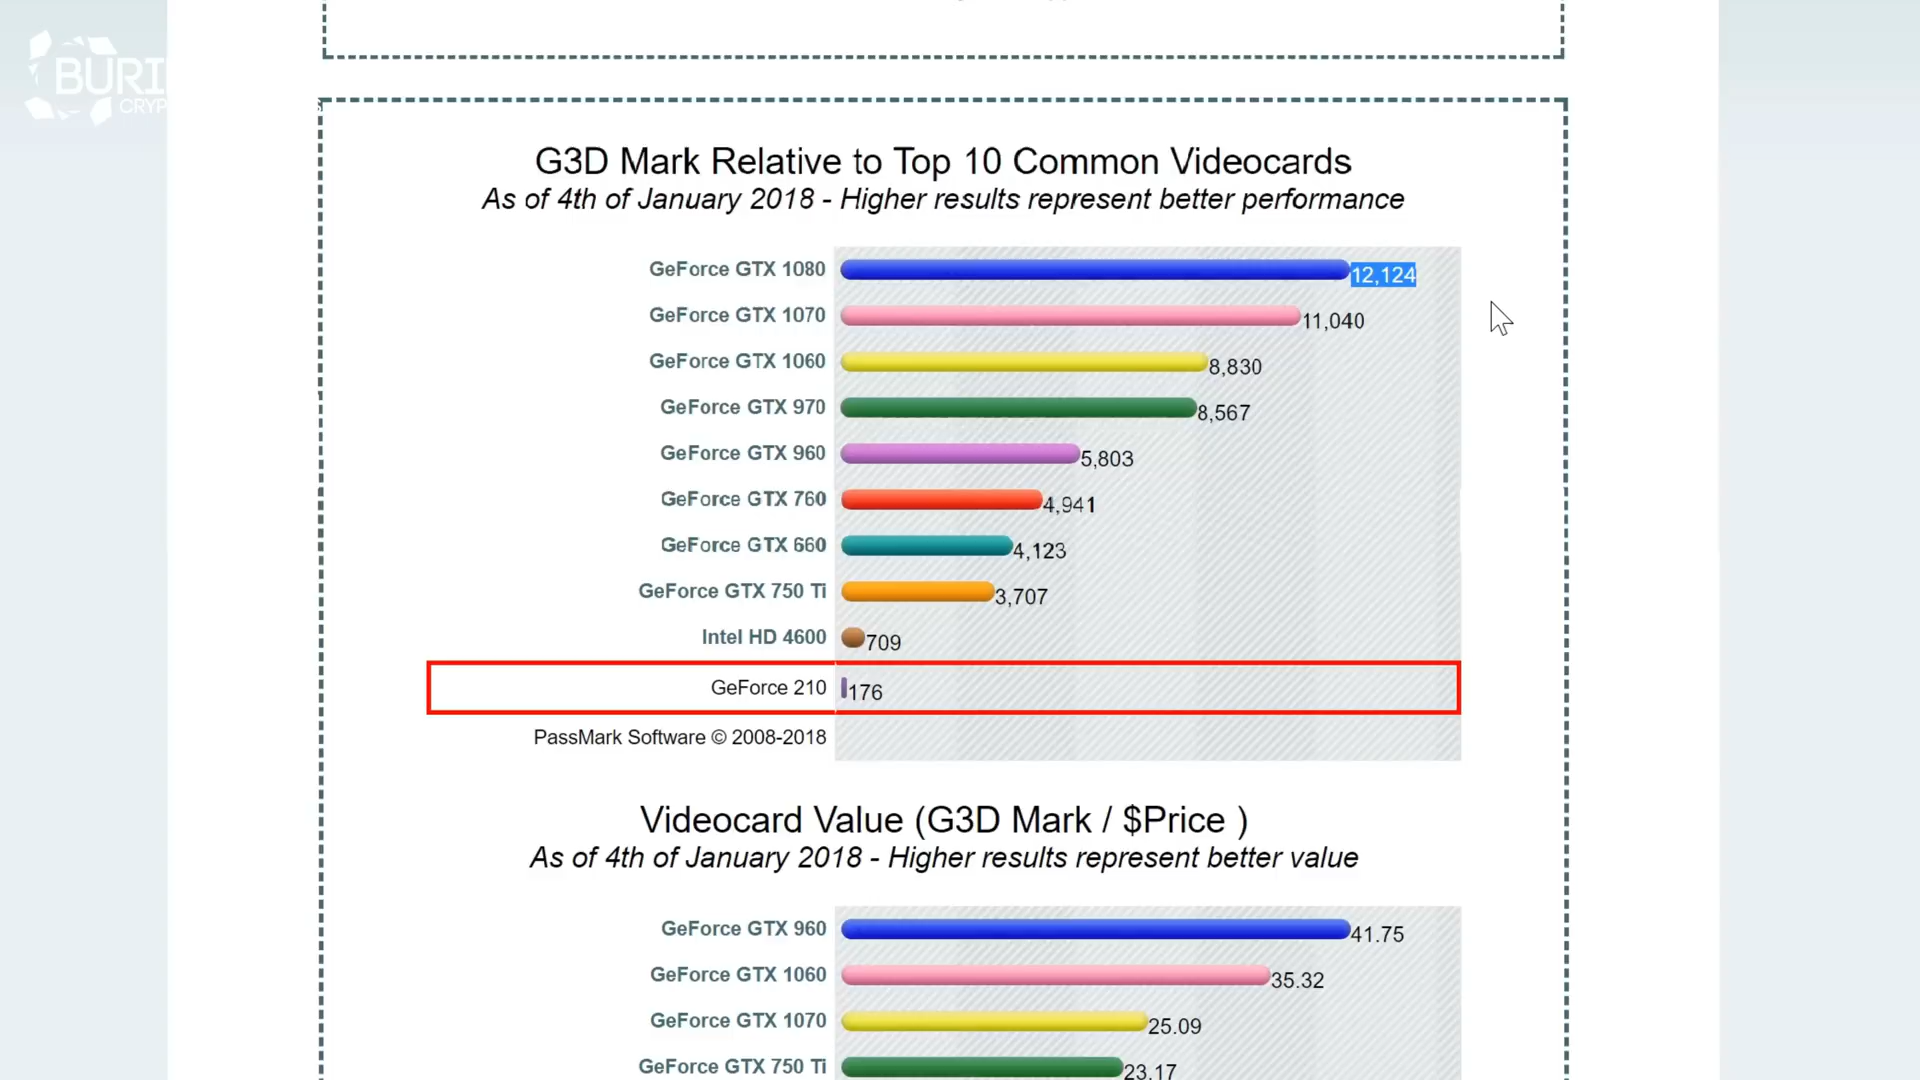 BURI
CRYP
G3D Mark Relative to Top 10 Common Videocards
As of 4th of January 2018 - Higher results represent better performance
GeForce GTX 1080 12,124
GeForce GTX 1070 11,040
GeForce GTX 1060 8,830
GeForce GTX 970 8,567
GeForce GTX 960 5,803
GeForce GTX 760 4,941
GeForce GTX 660 4,123
GeForce GTX 750 Ti 3,707
Intel HD 4600 709
GeForce 210 176
PassMark Software © 2008-2018
Videocard Value (G3D Mark / $Price )
As of 4th of January 2018 - Higher results represent better value
GeForce GTX 960 41.75
GeForce GTX 1060 35.32
GeForce GTX 1070 25.09
GeForce GTX 750 Ti 23.17